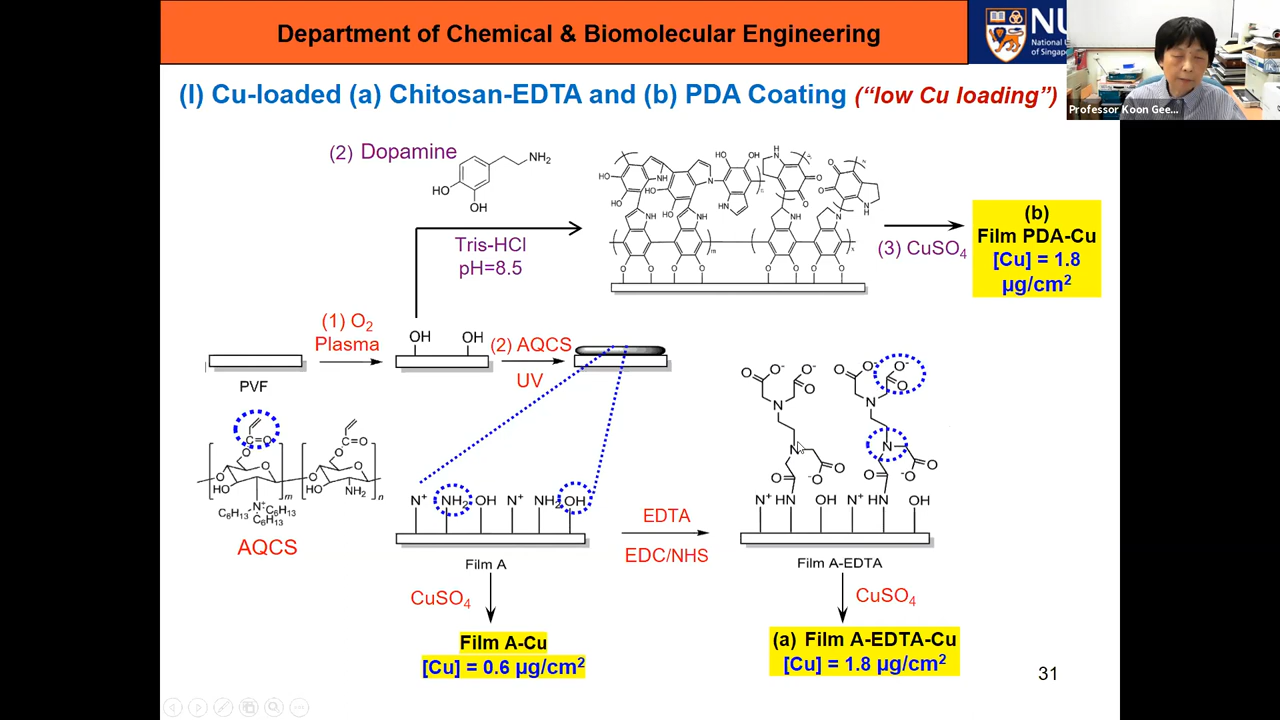 Department of Chemical & Biomolecular Engineering
NU
National U
of Singap
Professor Koon Gee...
(I) Cu-loaded (a) Chitosan-EDTA and (b) PDA Coating ("low Cu loading")
(2) Dopamine
NH₂
HO
OH
Tris-HCl
pH=8.5
(3) CuSO₄
(b)
Film PDA-Cu
[Cu] = 1.8
µg/cm²
(1) O₂
Plasma
OH
OH
(2) AQCS
UV
PVF
AQCS
N⁺ NH₂ OH N⁺ NH₂ OH
Film A
EDTA
EDC/NHS
N⁺ HN OH N⁺ HN OH
Film A-EDTA
CuSO₄
CuSO₄
Film A-Cu
[Cu] = 0.6 µg/cm²
(a) Film A-EDTA-Cu
[Cu] = 1.8 µg/cm²
31